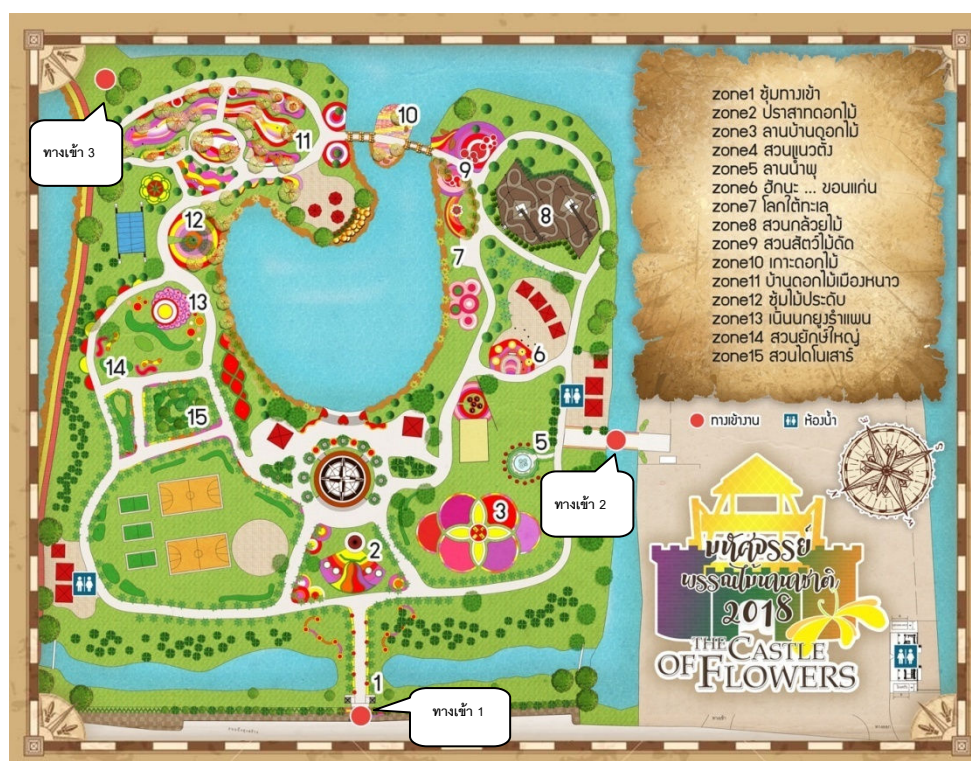 zone1 ซุ้มทางเข้า
zone2 ปราสาทดอกไม้
zone3 ลานบ้านดอกไม้
zone4 สวนแนวตั้ง
zone5 ลานน้ำพุ
zone6 ฮักนะ ... ขอนแก่น
zone7 โลกใต้ทะเล
zone8 สวนกล้วยไม้
zone9 สวนสัตว์ไม้ดัด
zone10 เกาะดอกไม้
zone11 บ้านดอกไม้เมืองหนาว
zone12 ซุ้มไม้ประดับ
zone13 เนินนกยูงรำแพน
zone14 สวนยักษ์ใหญ่
zone15 สวนไดโนเสาร์
ทางเข้างาน ห้องน้ำ
ทางเข้า 3
10
11
9
8
12
7
13
6
14
15
5
ทางเข้า 2
3
2
1
ทางเข้า 1
มหัศจรรย์
พรรณไม้นานาชาติ
2018
THE CASTLE
OF FLOWERS